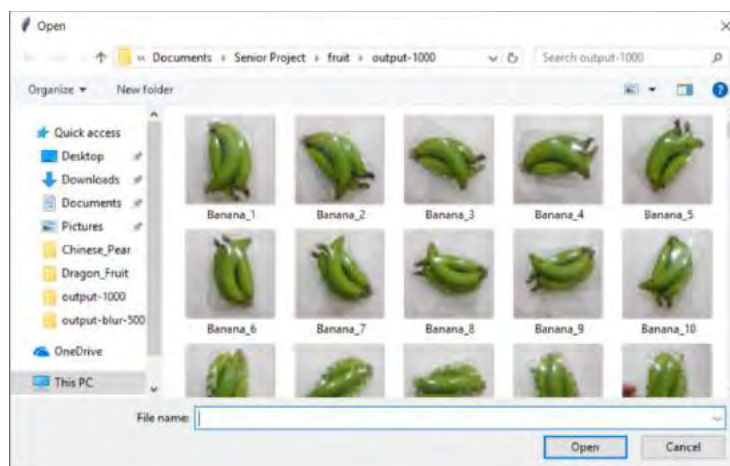 Open
« Documents › Senior Project › fruit › output-1000
Search output-1000
Organize
New folder
Quick access
Desktop
Downloads
Documents
Pictures
Chinese_Pear
Dragon_Fruit
output-1000
output-blur-500
OneDrive
This PC
Banana_1 Banana_2 Banana_3 Banana_4 Banana_5
Banana_6 Banana_7 Banana_8 Banana_9 Banana_10
File name:
Open Cancel